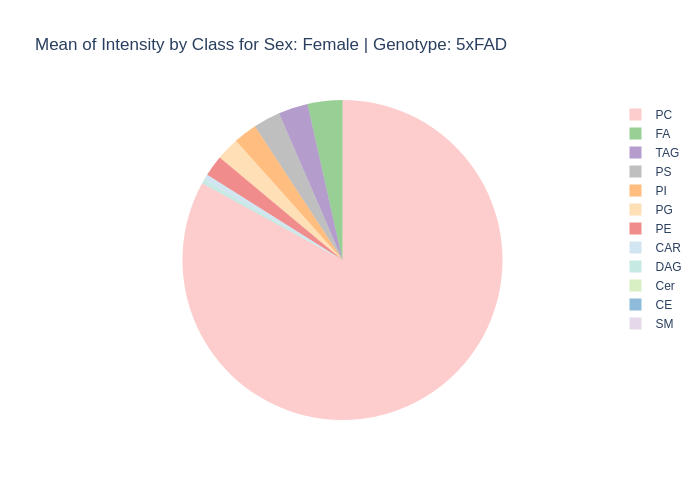 Mean of Intensity by Class for Sex: Female | Genotype: 5xFAD
PC
FA
TAG
PS
PI
PG
PE
CAR
DAG
Cer
CE
SM